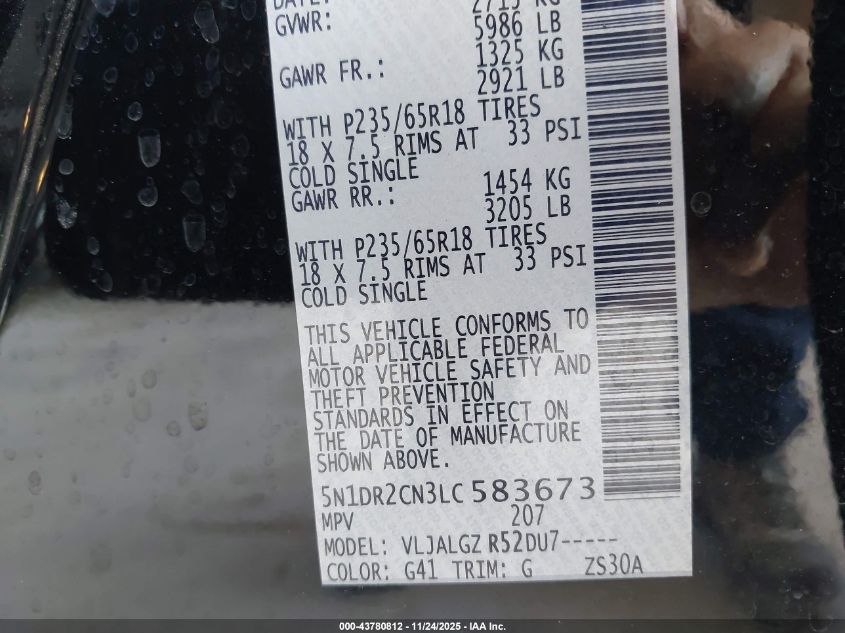 DATE: 2715 KG
GVWR: 5986 LB
1325 KG
GAWR FR.: 2921 LB
WITH P235/65R18 TIRES
18 X 7.5 RIMS AT 33 PSI
COLD SINGLE
GAWR RR.: 1454 KG
3205 LB
WITH P235/65R18 TIRES
18 X 7.5 RIMS AT 33 PSI
COLD SINGLE
THIS VEHICLE CONFORMS TO
ALL APPLICABLE FEDERAL
MOTOR VEHICLE SAFETY AND
THEFT PREVENTION
STANDARDS IN EFFECT ON
THE DATE OF MANUFACTURE
SHOWN ABOVE.
5N1DR2CN3LC583673
MPV 207
MODEL: VLJALGZ R52DU7-----
COLOR: G41 TRIM: G ZS30A
000-43780812 • 11/24/2025 - IAA Inc.